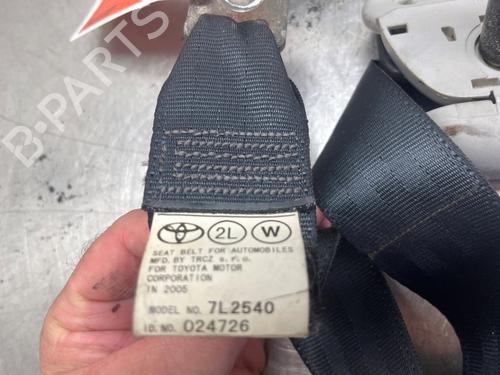 B-PARTS
2L W
SEAT BELT FOR AUTOMOBILES
MFD. BY TRCZ s.r.o.
FOR TOYOTA MOTOR
CORPORATION
IN 2005
MODEL NO. 7L2540
ID. NO. 024726